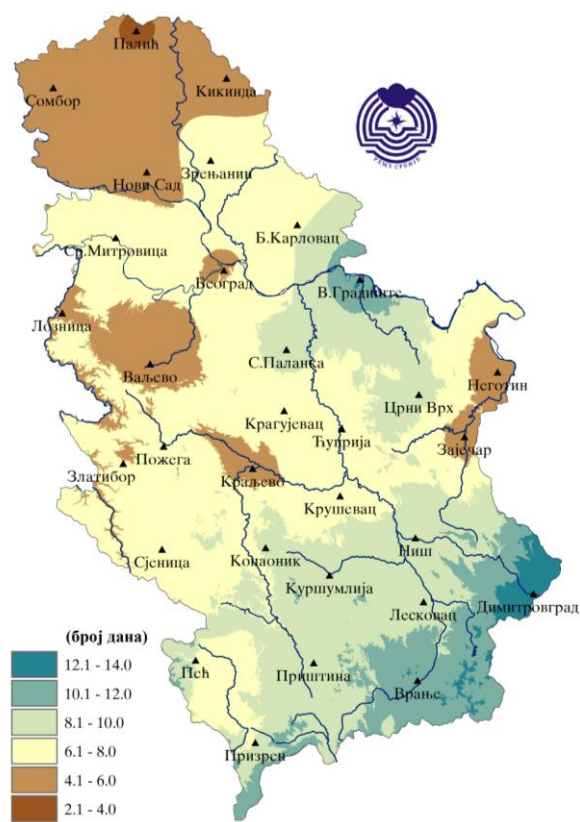 Палић
Кикинда
Сомбор
Зрењанин
Нови Сад
РХМЗ СРБИЈЕ
Б.Карловац
Ср.Митровица
Београд
В.Градиште
Лозница
С.Паланка
Ваљево
Неготин
Црни Врх
Крагујевац
Ћуприја
Зајечар
Пожега
Златибор
Краљево
Крушевац
Ниш
Сјеница
Копаоник
Куршумлија
Лесковац
Димитровград
(број дана)
12.1 - 14.0
10.1 - 12.0
8.1 - 10.0
6.1 - 8.0
4.1 - 6.0
2.1 - 4.0
Пећ
Приштина
Врање
Призрен